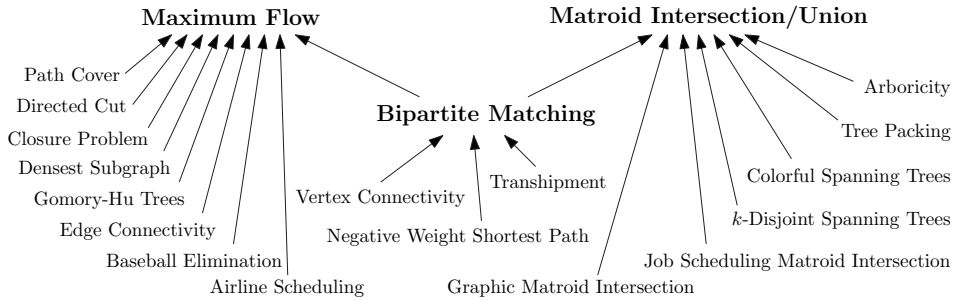 Maximum Flow
Matroid Intersection/Union
Path Cover
Directed Cut
Closure Problem
Densest Subgraph
Gomory-Hu Trees
Edge Connectivity
Baseball Elimination
Airline Scheduling
Bipartite Matching
Vertex Connectivity
Transhipment
Negative Weight Shortest Path
Arboricity
Tree Packing
Colorful Spanning Trees
k-Disjoint Spanning Trees
Job Scheduling Matroid Intersection
Graphic Matroid Intersection